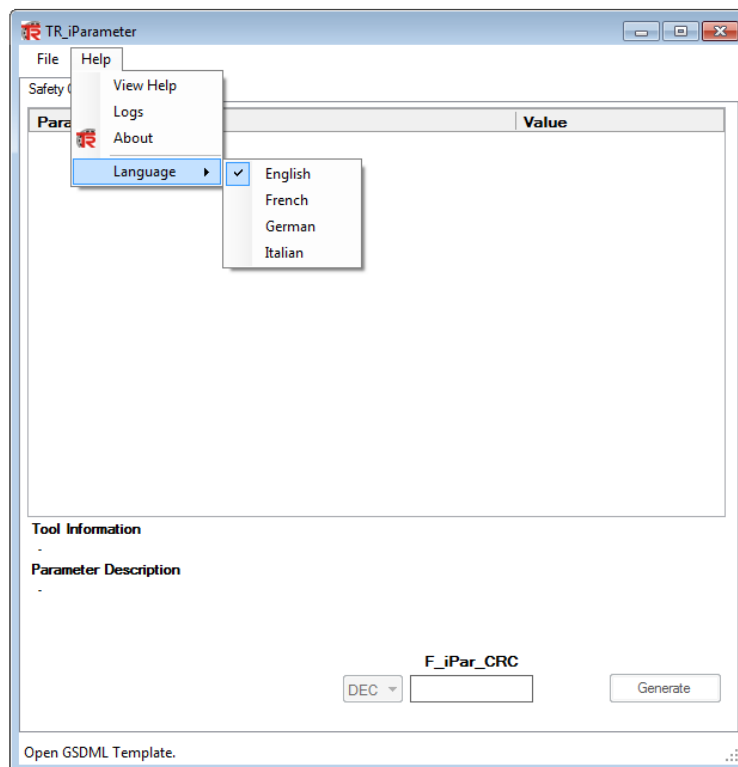 TR_iParameter
File Help
Safety
View Help
Para
Value
Logs
About
Language
English
French
German
Italian
Tool Information
-
Parameter Description
-
F_iPar_CRC
DEC
Generate
Open GSDML Template.